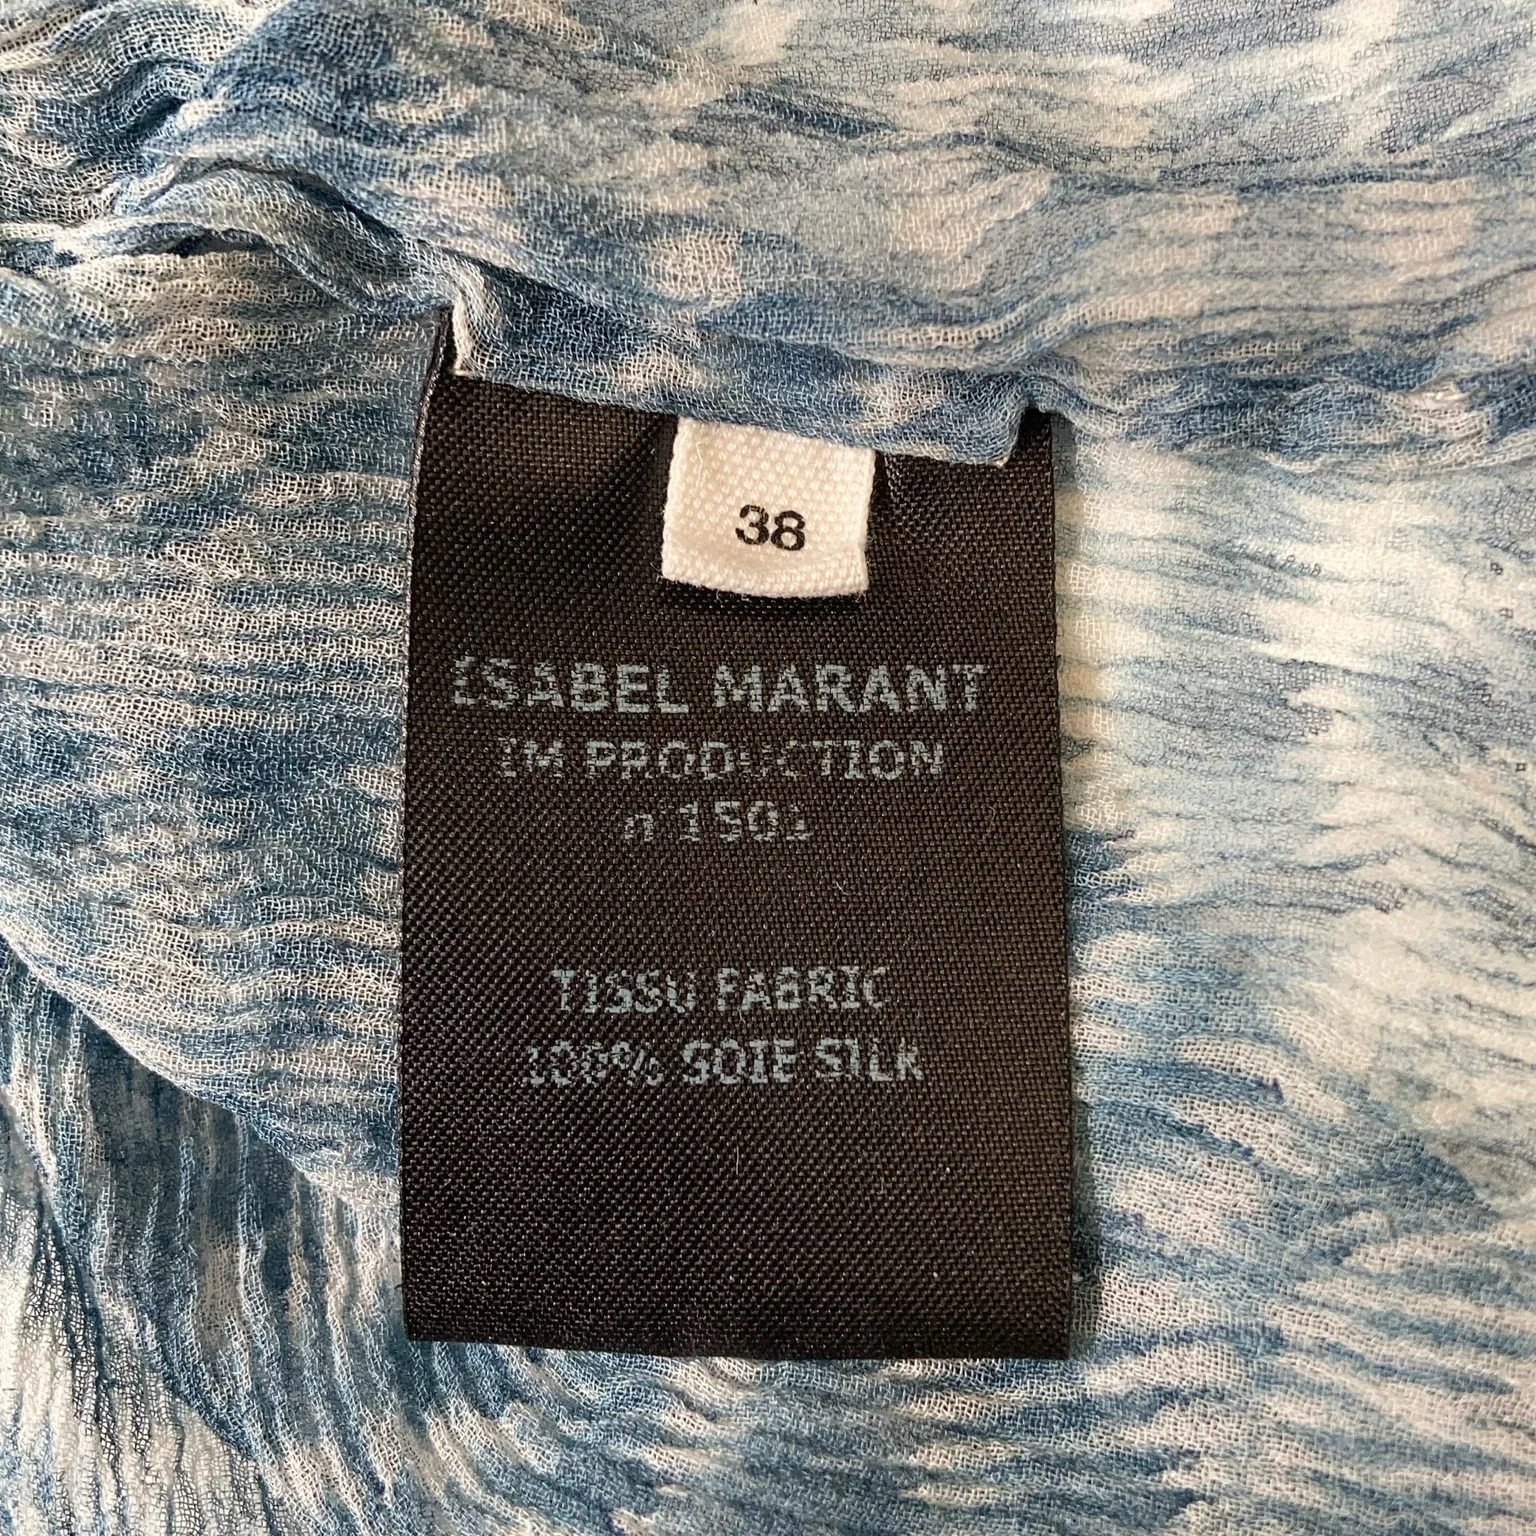 38
ISABEL MARANT
IM PRODUCTION
n°1501
TISSU FABRIC
100% SOIE SILK